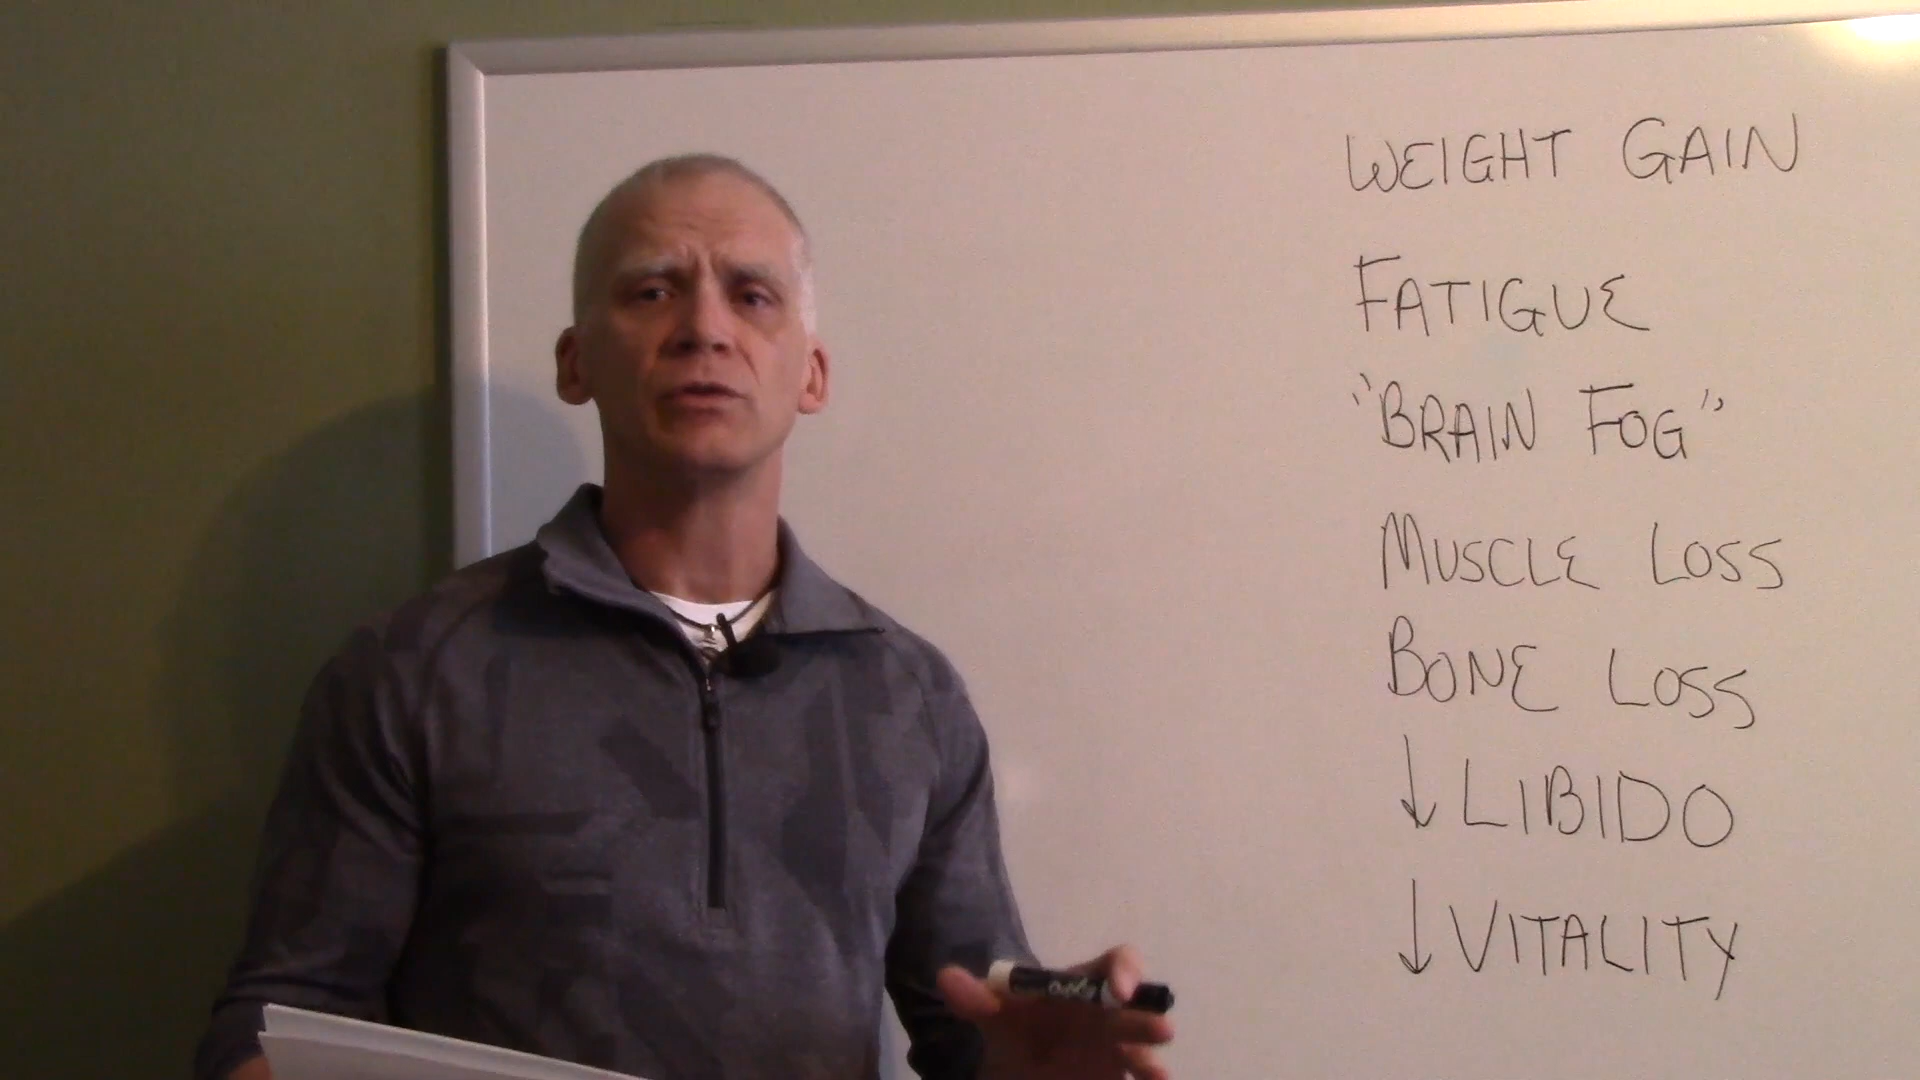 WEIGHT GAIN
FATIGUE
"BRAIN FOG"
MUSCLE LOSS
BONE LOSS
↓ LIBIDO
↓ VITALITY